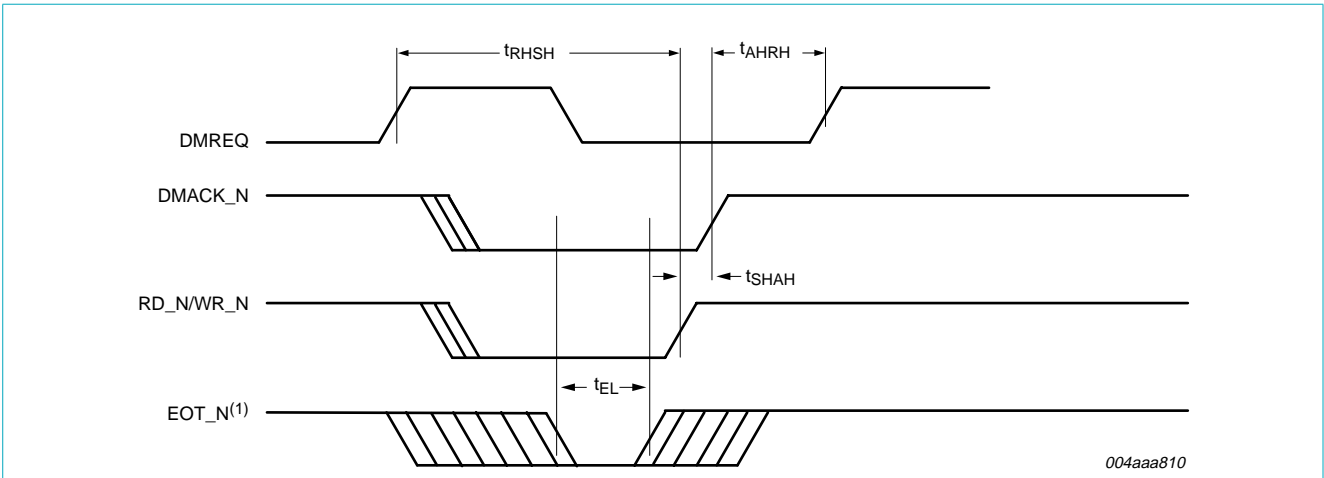 tRHSH
tAHRH
DMREQ
DMACK_N
tSHAH
RD_N/WR_N
tEL
EOT_N(1)
004aaa810